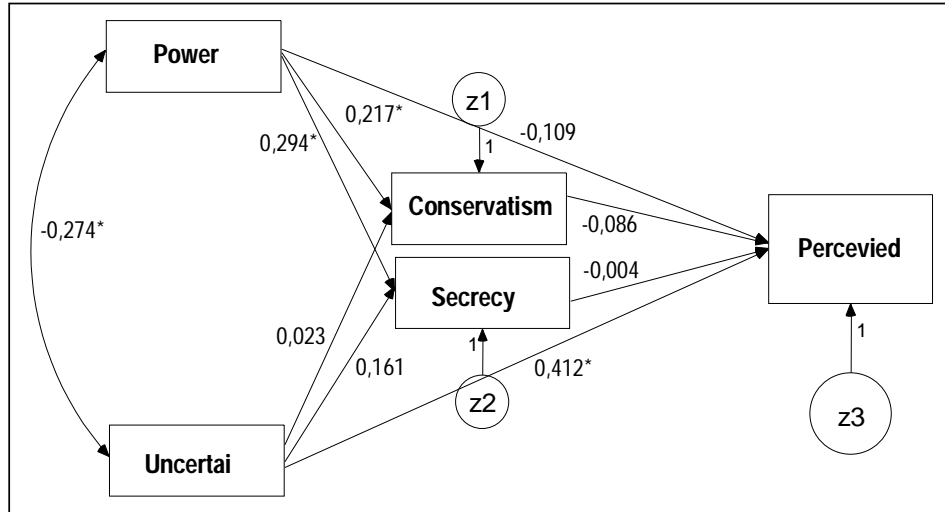 Power
z1
0,217*
-0,109
0,294*
1
Conservatism
-0,274*
-0,086
Percevied
-0,004
Secrecy
0,023
1
1
0,161
0,412*
z2
z3
Uncertai